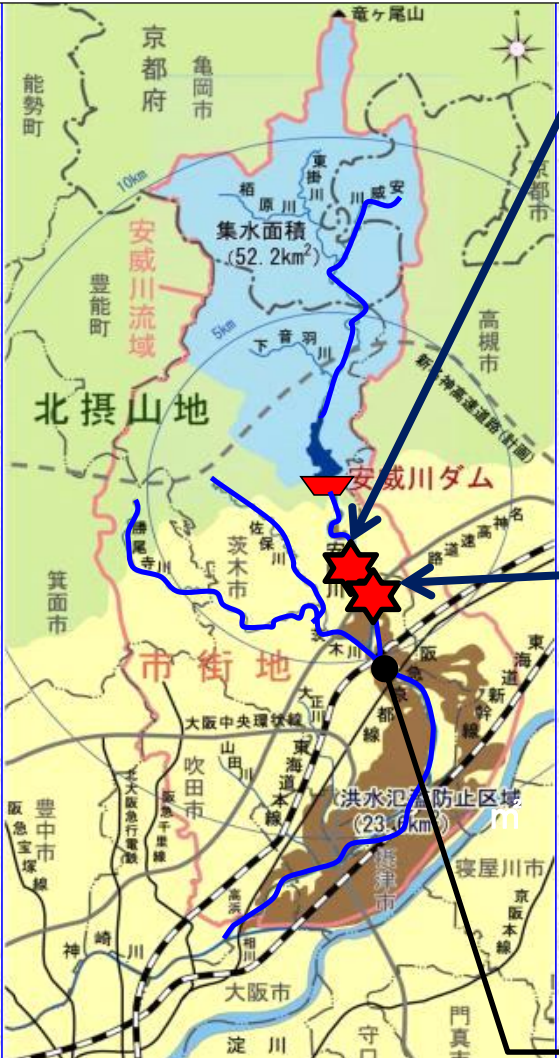 竜ヶ尾山
京都府
亀岡市
能勢町
10km
東掛川
栢原川
安威川
京都市
集水面積
(52.2km²)
安威川流域
豊能町
5km
下音羽川
高槻市
新名神高速道路(計画)
北摂山地
安威川ダム
勝尾寺川
佐保川
茨木市
安
川
名神高速道路
箕面市
茨木川
市街地
阪急京都線
東海道新幹線
大正川
大阪中央環状線
山田川
東海道本線
吹田市
北大阪急行電鉄
阪急千里線
洪水氾濫防止区域
(23.6km²)
m²
豊中市
阪急宝塚線
摂津市
寝屋川市
京阪本線
高浜
相川
神崎川
大阪市
淀川
守口
門真市